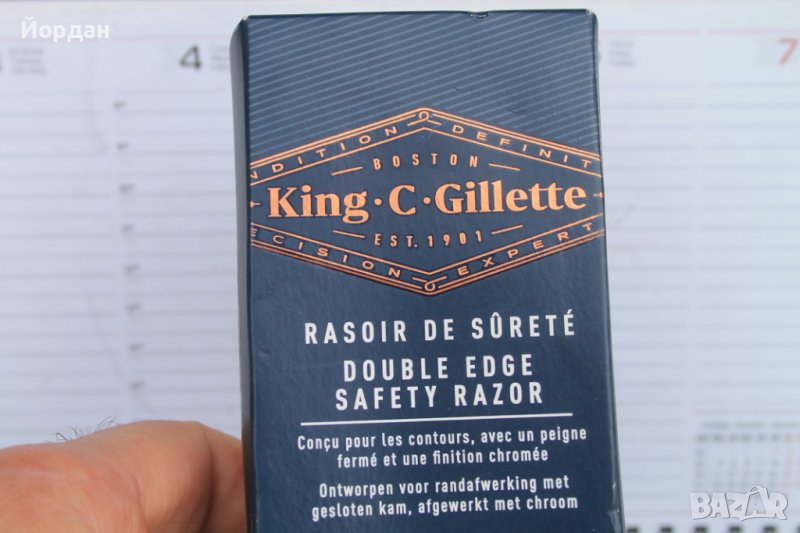 Йордан
4
7
NDITION DEFINIT
BOSTON
King·C·Gillette
EST. 1901
ECISION EXPERT
RASOIR DE SÛRETÉ
DOUBLE EDGE
SAFETY RAZOR
Conçu pour les contours, avec un peigne
fermé et une finition chromée
Ontworpen voor randafwerking met
gesloten kam, afgewerkt met chroom
BAZAR